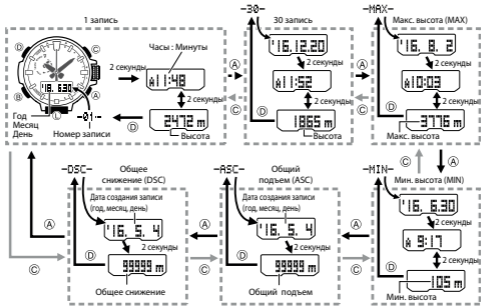 1 запись
Часы : Минуты
2 секунды
A11:48
2 секунды
2472 m
Высота
D
C
B
A
L
'16. 6.30
-01-
Год
Месяц
День
Номер записи
D
A
C
-30-
30 запись
'16.12.20
2 секунды
A11:52
2 секунды
1865 m
Высота
D
A
C
-MAX-
Макс. высота (MAX)
'16. 8. 2
2 секунды
A10:03
2 секунды
3776 m
Макс. высота
D
C
A
A
C
-DSC-
Общее
снижение (DSC)
Дата создания записи
(год, месяц, день)
'16. 5. 4
2 секунды
99999 m
Общее снижение
D
A
C
-ASC-
Общий
подъем (ASC)
Дата создания записи
(год, месяц, день)
'16. 5. 4
2 секунды
99999 m
Общий подъем
D
A
C
-MIN-
Мин. высота (MIN)
'16. 6.30
2 секунды
A 9:17
2 секунды
105 m
Мин. высота
D